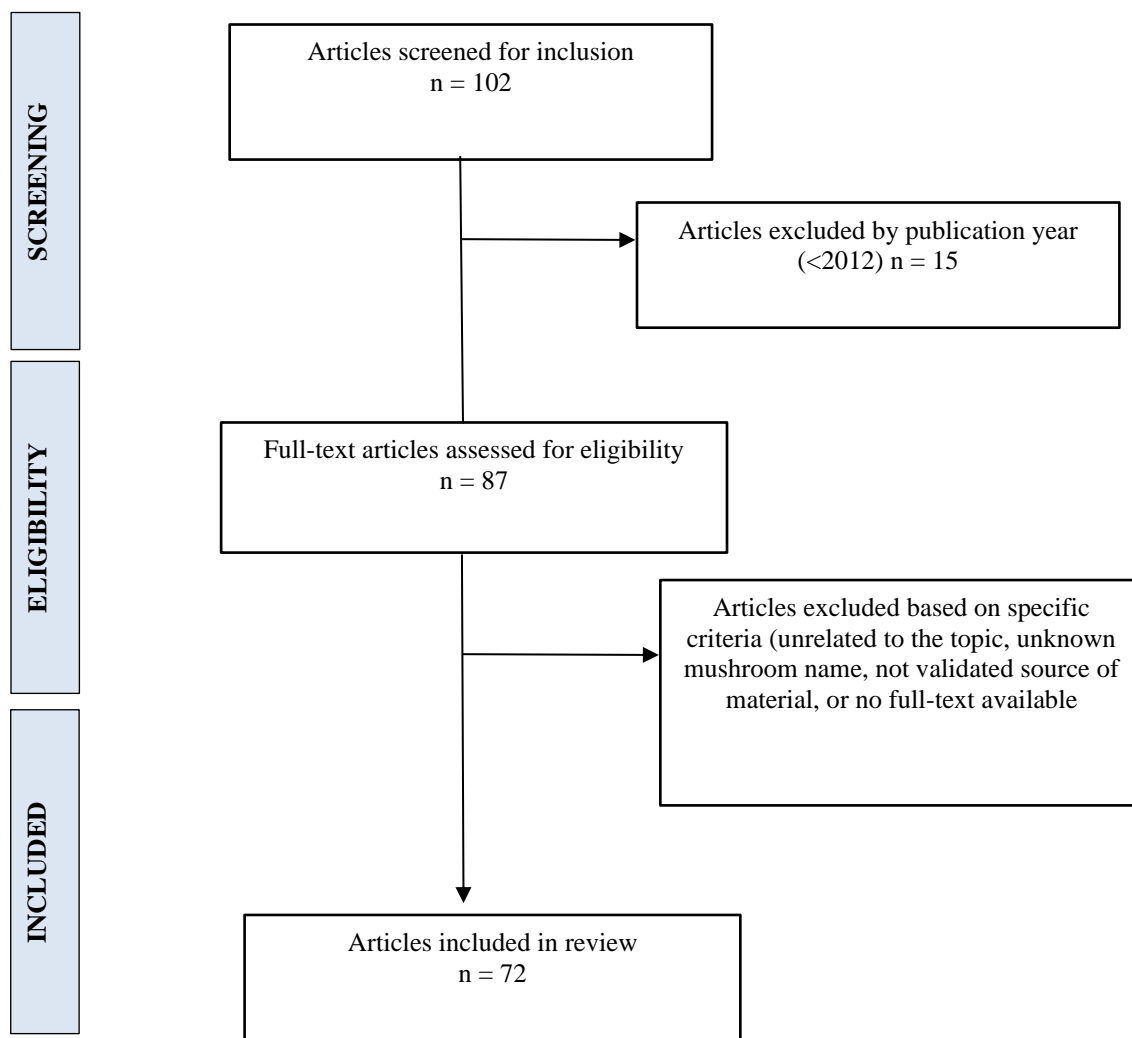 SCREENING
Articles screened for inclusion
n = 102
Articles excluded by publication year
(<2012) n = 15
ELIGIBILITY
Full-text articles assessed for eligibility
n = 87
Articles excluded based on specific
criteria (unrelated to the topic, unknown
mushroom name, not validated source of
material, or no full-text available
INCLUDED
Articles included in review
n = 72